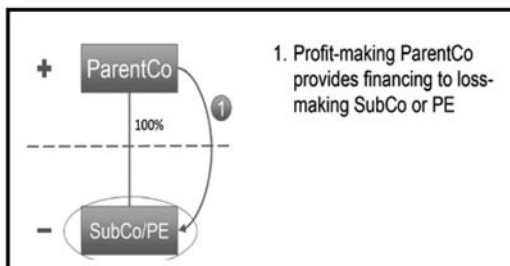 +
ParentCo
1
100%
−
SubCo/PE
1. Profit-making ParentCo
provides financing to loss-
making SubCo or PE